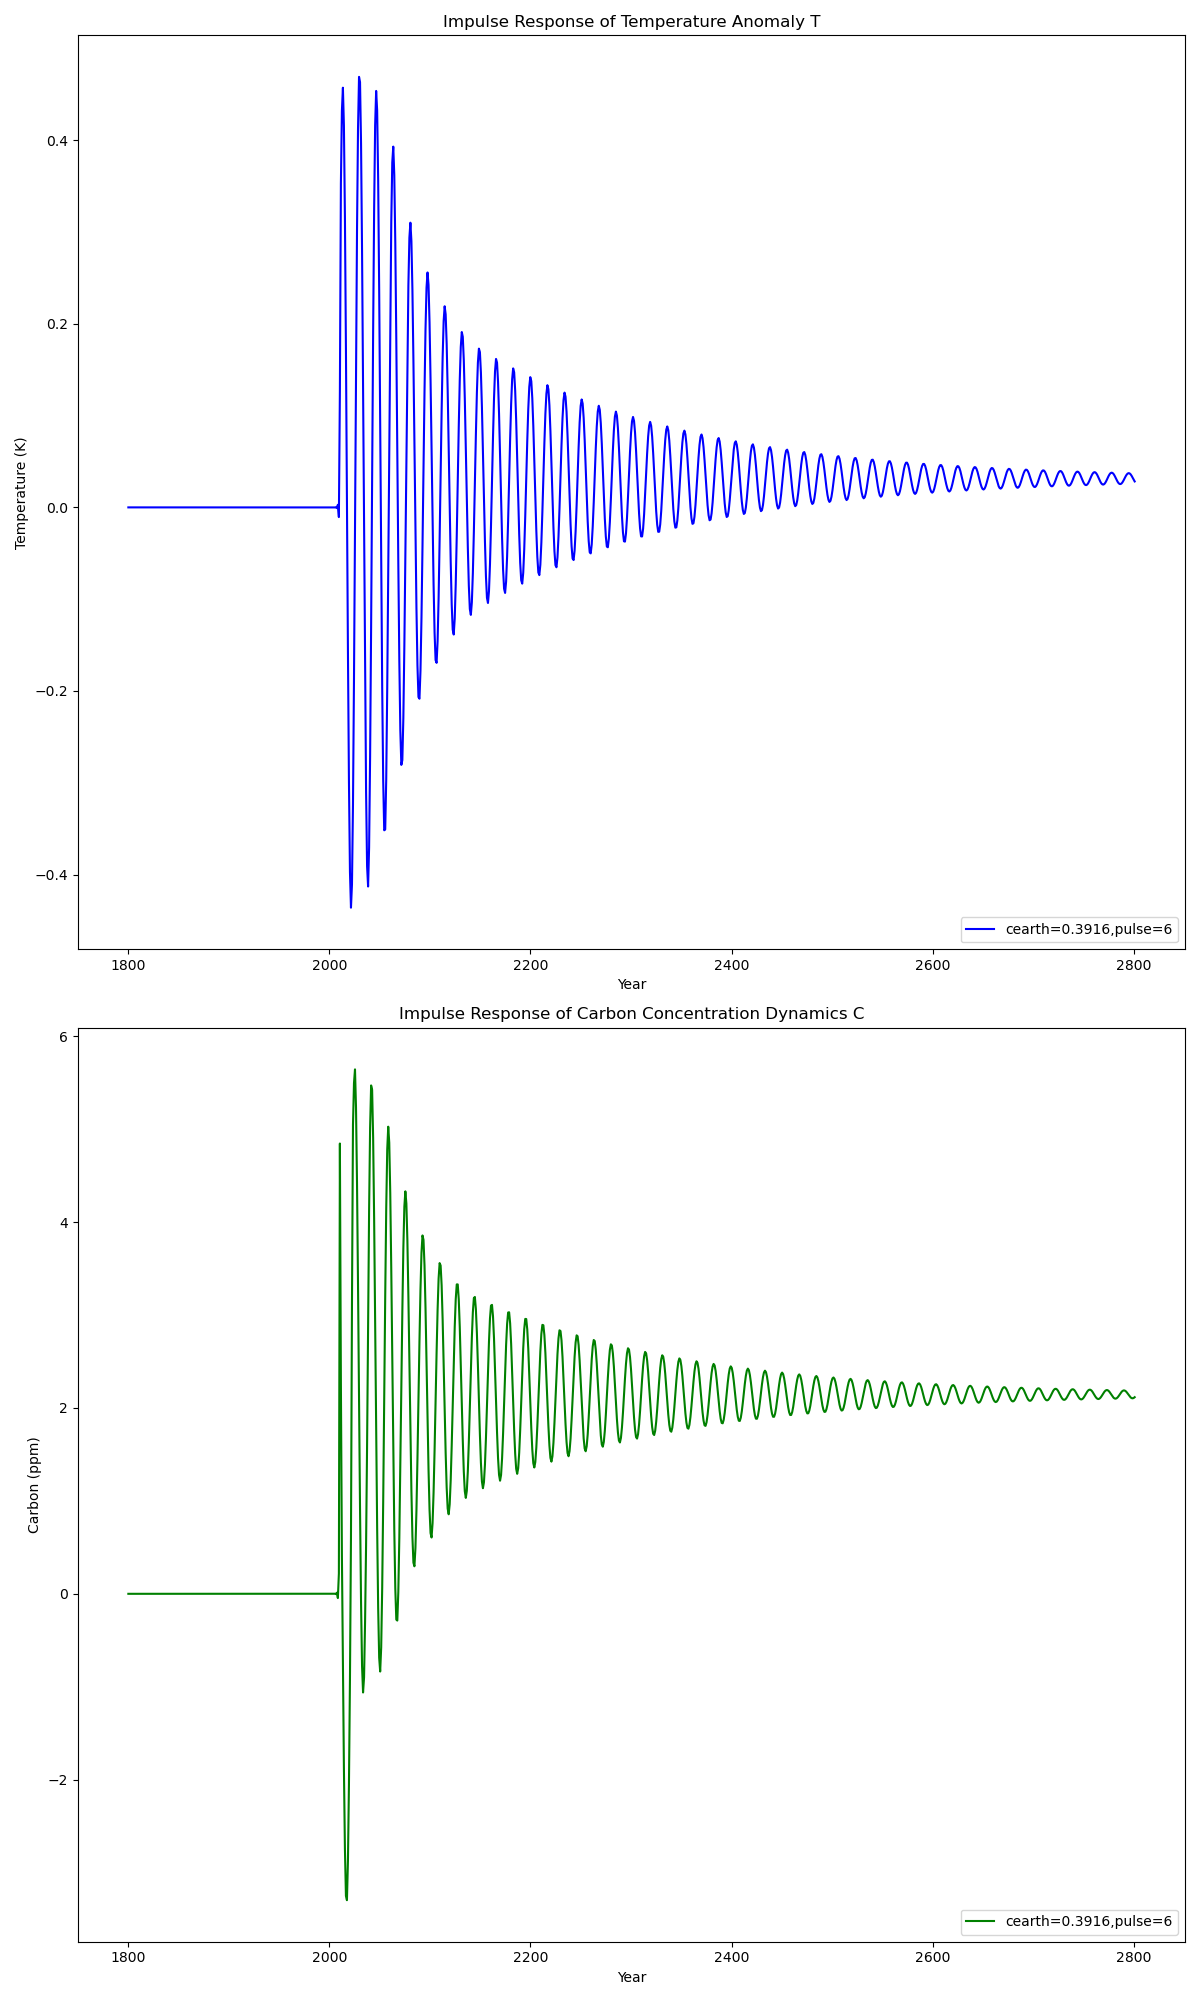 Impulse Response of Temperature Anomaly T
0.4
0.2
0.0
−0.2
−0.4
Temperature (K)
cearth=0.3916,pulse=6
1800 2000 2200 2400 2600 2800
Year
Impulse Response of Carbon Concentration Dynamics C
6
4
2
0
−2
Carbon (ppm)
cearth=0.3916,pulse=6
1800 2000 2200 2400 2600 2800
Year